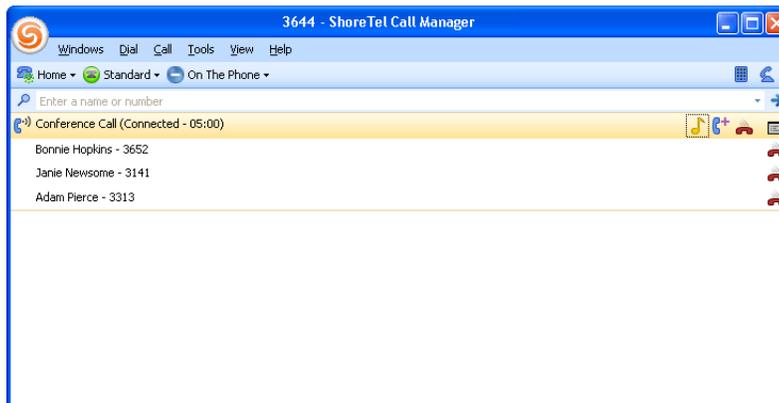 3644 - ShoreTel Call Manager
Windows Dial Call Tools View Help
Home Standard On The Phone
Enter a name or number
Conference Call (Connected - 05:00)
Bonnie Hopkins - 3652
Janie Newsome - 3141
Adam Pierce - 3313